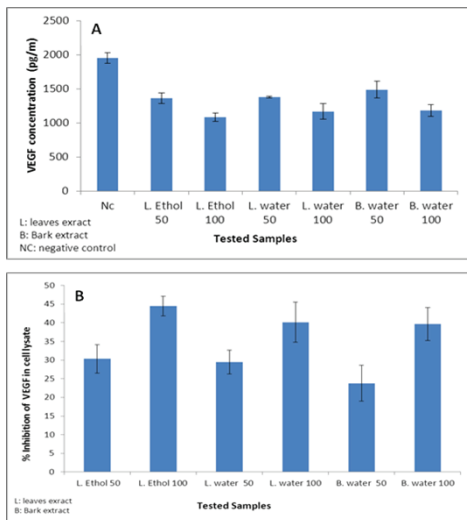 A
VEGF concentration (pg/m)
2500
2000
1500
1000
500
0
Nc L. Ethol L. Ethol L. water L. water B. water B. water
50 100 50 100 50 100
L: leaves exract
B: Bark extract
NC: negative control
Tested Samples
B
% Inhibition of VEGF in cell lysate
50
45
40
35
30
25
20
15
10
5
0
L. Ethol 50 L. Ethol 100 L. water 50 L. water 100 B. water 50 B. water 100
L: leaves exract
B: Bark extract
Tested Samples